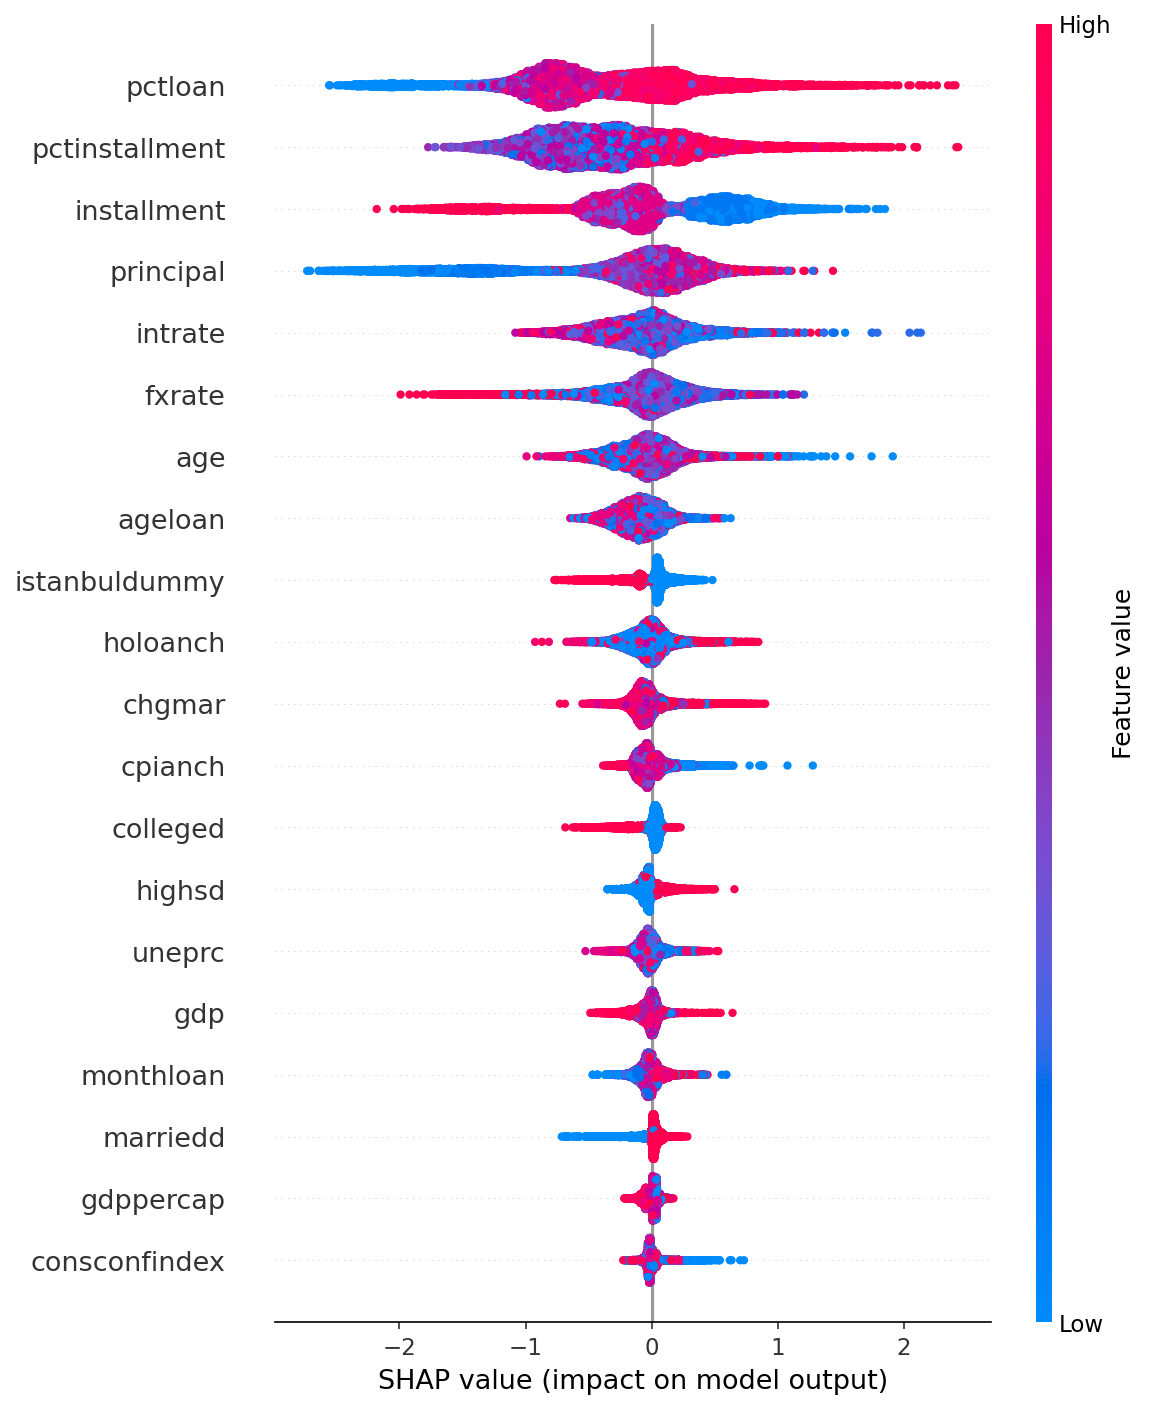 High
pctloan
pctinstallment
installment
principal
intrate
fxrate
age
ageloan
istanbuldummy
holoanch
chgmar
cpianch
colleged
highsd
uneprc
gdp
monthloan
marriedd
gdppercap
consconfindex
Feature value
Low
−2 −1 0 1 2
SHAP value (impact on model output)